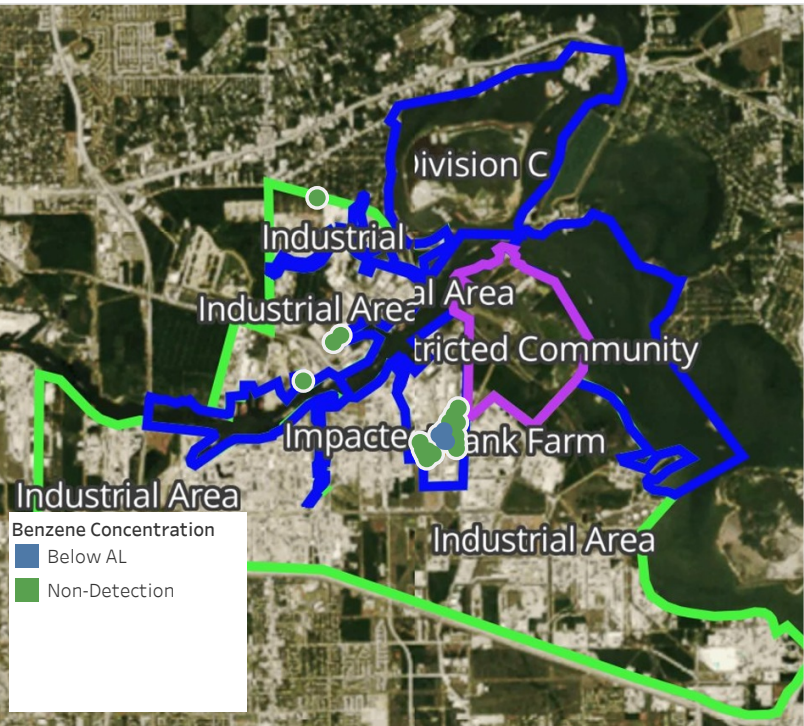 Division C
Industrial
al Area
Industrial Area
tricted Community
Impacte
ank Farm
Industrial Area
Industrial Area
Benzene Concentration
Below AL
Non-Detection